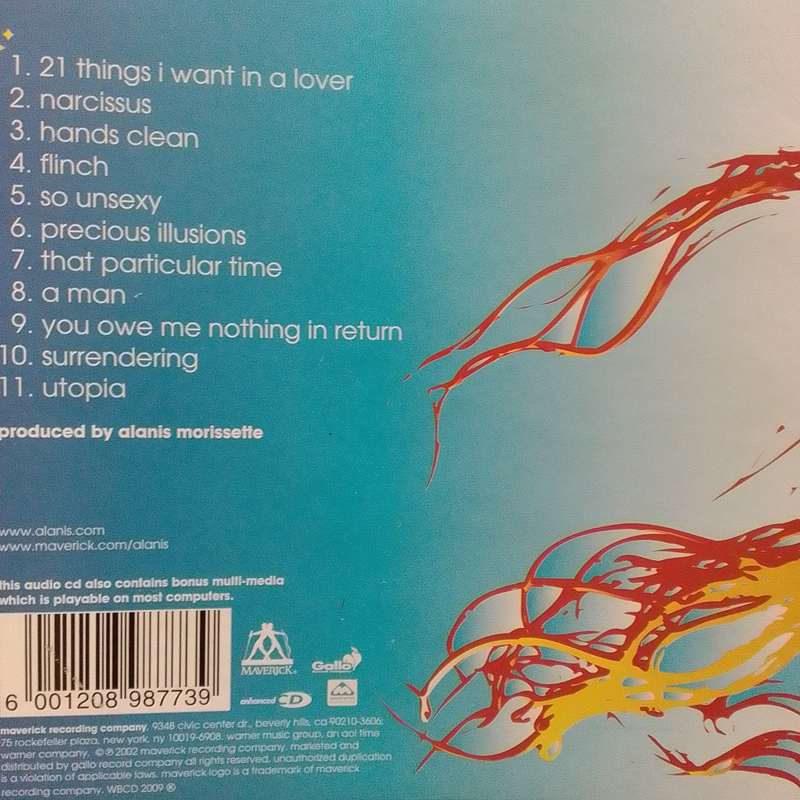 1. 21 things i want in a lover
2. narcissus
3. hands clean
4. flinch
5. so unsexy
6. precious illusions
7. that particular time
8. a man
9. you owe me nothing in return
10. surrendering
11. utopia
produced by alanis morissette
www.alanis.com
www.maverick.com/alanis
this audio cd also contains bonus multi-media
which is playable on most computers.
6 001208 987739
MAVERICK
Gallo
enhanced CD
maverick recording company, 9348 civic center dr., beverly hills, ca 90210-3606;
75 rockefeller plaza, new york, ny 10019-6908. warner music group, an aol time
warner company. ©℗ 2002 maverick recording company. marketed and
distributed by gallo record company all rights reserved. unauthorized duplication
is a violation of applicable laws. maverick logo is a trademark of maverick
recording company. WBCD 2009 ®